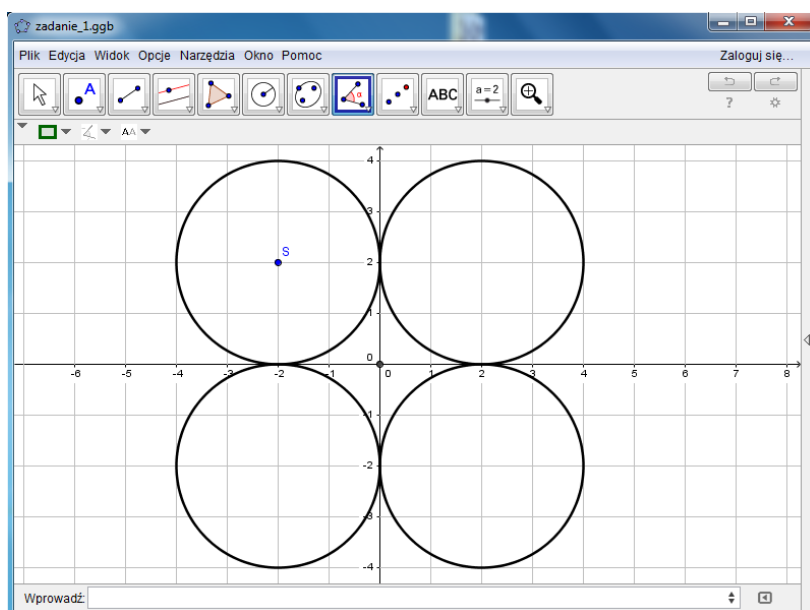 zadanie_1.ggb
Plik Edycja Widok Opcje Narzędzia Okno Pomoc Zaloguj się...
A α ABC a = 2 ?
AA
4
3
S
2
1
0
-6 -5 -4 -3 -2 -1 0 1 2 3 4 5 6 7 8
-1
-2
-3
-4
Wprowadź: